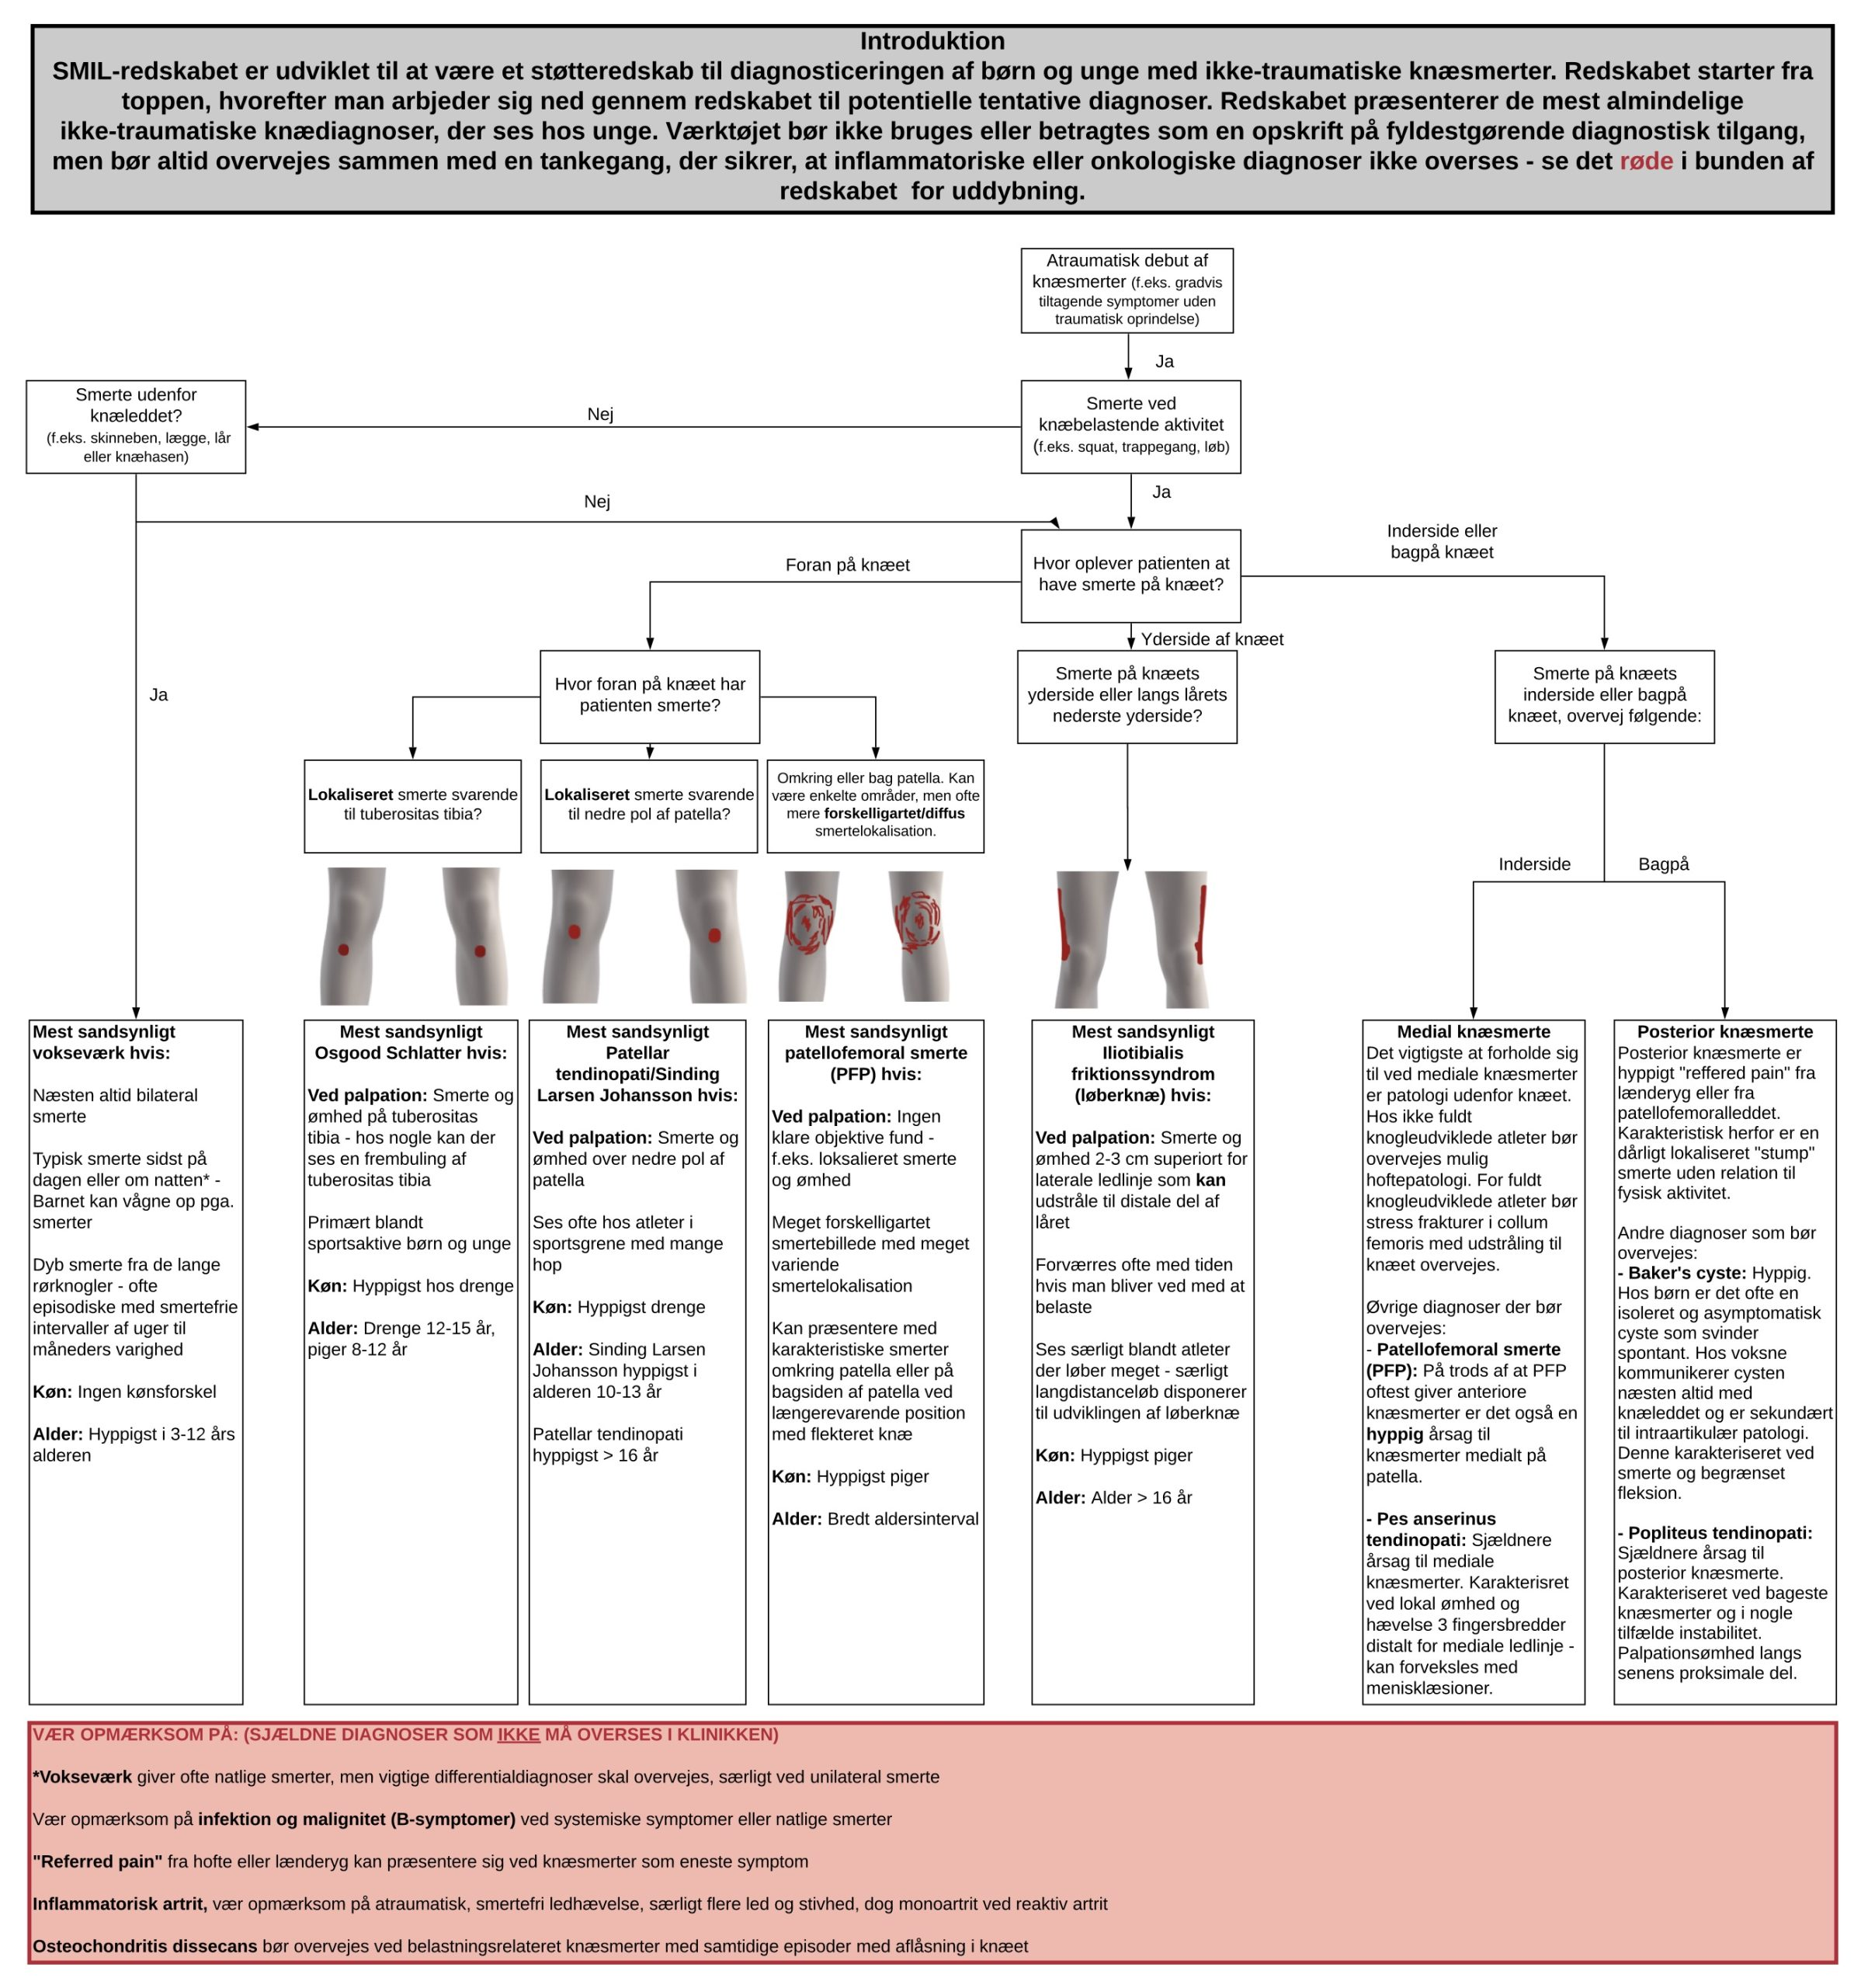 Introduktion
SMIL-redskabet er udviklet til at være et støtteredskab til diagnosticeringen af børn og unge med ikke-traumatiske knæsmerter. Redskabet starter fra
toppen, hvorefter man arbjeder sig ned gennem redskabet til potentielle tentative diagnoser. Redskabet præsenterer de mest almindelige
ikke-traumatiske knædiagnoser, der ses hos unge. Værktøjet bør ikke bruges eller betragtes som en opskrift på fyldestgørende diagnostisk tilgang,
men bør altid overvejes sammen med en tankegang, der sikrer, at inflammatoriske eller onkologiske diagnoser ikke overses - se det røde i bunden af
redskabet for uddybning.
Atraumatisk debut af
knæsmerter (f.eks. gradvis
tiltagende symptomer uden
traumatisk oprindelse)
Ja
Smerte udenfor
knæleddet?
(f.eks. skinneben, lægge, lår
eller knæhasen)
Nej
Smerte ved
knæbelastende aktivitet
(f.eks. squat, trappegang, løb)
Nej
Ja
Hvor oplever patienten at
have smerte på knæet?
Foran på knæet
Inderside eller
bagpå knæet
Yderside af knæet
Ja
Hvor foran på knæet har
patienten smerte?
Smerte på knæets
yderside eller langs lårets
nederste yderside?
Smerte på knæets
inderside eller bagpå
knæet, overvej følgende:
Lokaliseret smerte svarende
til tuberositas tibia?
Lokaliseret smerte svarende
til nedre pol af patella?
Omkring eller bag patella. Kan
være enkelte områder, men ofte
mere forskelligartet/diffus
smertelokalisation.
Inderside
Bagpå
Mest sandsynligt
vokseværk hvis:
Næsten altid bilateral
smerte
Typisk smerte sidst på
dagen eller om natten* -
Barnet kan vågne op pga.
smerter
Dyb smerte fra de lange
rørknogler - ofte
episodiske med smertefrie
intervaller af uger til
måneders varighed
Køn: Ingen kønsforskel
Alder: Hyppigst i 3-12 års
alderen
Mest sandsynligt
Osgood Schlatter hvis:
Ved palpation: Smerte og
ømhed på tuberositas
tibia - hos nogle kan der
ses en frembuling af
tuberositas tibia
Primært blandt
sportsaktive børn og unge
Køn: Hyppigst hos drenge
Alder: Drenge 12-15 år,
piger 8-12 år
Mest sandsynligt
Patellar
tendinopati/Sinding
Larsen Johansson hvis:
Ved palpation: Smerte og
ømhed over nedre pol af
patella
Ses ofte hos atleter i
sportsgrene med mange
hop
Køn: Hyppigst drenge
Alder: Sinding Larsen
Johansson hyppigst i
alderen 10-13 år
Patellar tendinopati
hyppigst > 16 år
Mest sandsynligt
patellofemoral smerte
(PFP) hvis:
Ved palpation: Ingen
klare objektive fund -
f.eks. loksalieret smerte
og ømhed
Meget forskelligartet
smertebillede med meget
variende
smertelokalisation
Kan præsentere med
karakteristiske smerter
omkring patella eller på
bagsiden af patella ved
længerevarende position
med flekteret knæ
Køn: Hyppigst piger
Alder: Bredt aldersinterval
Mest sandsynligt
Iliotibialis
friktionssyndrom
(løberknæ) hvis:
Ved palpation: Smerte og
ømhed 2-3 cm superiort for
laterale ledlinje som kan
udstråle til distale del af
låret
Forværres ofte med tiden
hvis man bliver ved med at
belaste
Ses særligt blandt atleter
der løber meget - særligt
langdistanceløb disponerer
til udviklingen af løberknæ
Køn: Hyppigst piger
Alder: Alder > 16 år
Medial knæsmerte
Det vigtigste at forholde sig
til ved mediale knæsmerter
er patologi udenfor knæet.
Hos ikke fuldt
knogleudviklede atleter bør
overvejes mulig
hoftepatologi. For fuldt
knogleudviklede atleter bør
stress frakturer i collum
femoris med udstråling til
knæet overvejes.
Øvrige diagnoser der bør
overvejes:
- Patellofemoral smerte
(PFP): På trods af at PFP
oftest giver anteriore
knæsmerter er det også en
hyppig årsag til
knæsmerter medialt på
patella.
- Pes anserinus
tendinopati: Sjældnere
årsag til mediale
knæsmerter. Karakterisret
ved lokal ømhed og
hævelse 3 fingersbredder
distalt for mediale ledlinje -
kan forveksles med
menisklæsioner.
Posterior knæsmerte
Posterior knæsmerte er
hyppigt "reffered pain" fra
lænderyg eller fra
patellofemoralleddet.
Karakteristisk herfor er en
dårligt lokaliseret "stump"
smerte uden relation til
fysisk aktivitet.
Andre diagnoser som bør
overvejes:
- Baker's cyste: Hyppig.
Hos børn er det ofte en
isoleret og asymptomatisk
cyste som svinder
spontant. Hos voksne
kommunikerer cysten
næsten altid med
knæleddet og er sekundært
til intraartikulær patologi.
Denne karakteriseret ved
smerte og begrænset
fleksion.
- Popliteus tendinopati:
Sjældnere årsag til
posterior knæsmerte.
Karakteriseret ved bageste
knæsmerter og i nogle
tilfælde instabilitet.
Palpationsømhed langs
senens proksimale del.
VÆR OPMÆRKSOM PÅ: (SJÆLDNE DIAGNOSER SOM IKKE MÅ OVERSES I KLINIKKEN)
*Vokseværk giver ofte natlige smerter, men vigtige differentialdiagnoser skal overvejes, særligt ved unilateral smerte
Vær opmærksom på infektion og malignitet (B-symptomer) ved systemiske symptomer eller natlige smerter
"Referred pain" fra hofte eller lænderyg kan præsentere sig ved knæsmerter som eneste symptom
Inflammatorisk artrit, vær opmærksom på atraumatisk, smertefri ledhævelse, særligt flere led og stivhed, dog monoartrit ved reaktiv artrit
Osteochondritis dissecans bør overvejes ved belastningsrelateret knæsmerter med samtidige episoder med aflåsning i knæet